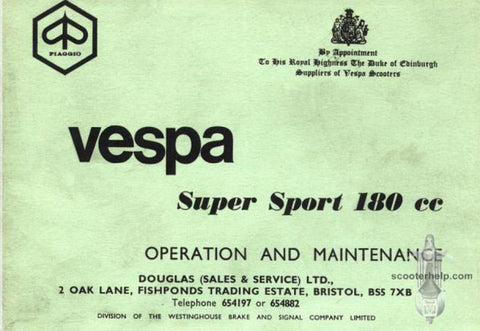 PIAGGIO
By Appointment
To His Royal Highness The Duke of Edinburgh
Suppliers of Vespa Scooters
vespa
Super Sport 180 cc
OPERATION AND MAINTENANCE
scooterhelp.com
DOUGLAS (SALES & SERVICE) LTD.,
2 OAK LANE, FISHPONDS TRADING ESTATE, BRISTOL, BS5 7XB
Telephone 654197 or 654882
DIVISION OF THE WESTINGHOUSE BRAKE AND SIGNAL COMPANY LIMITED